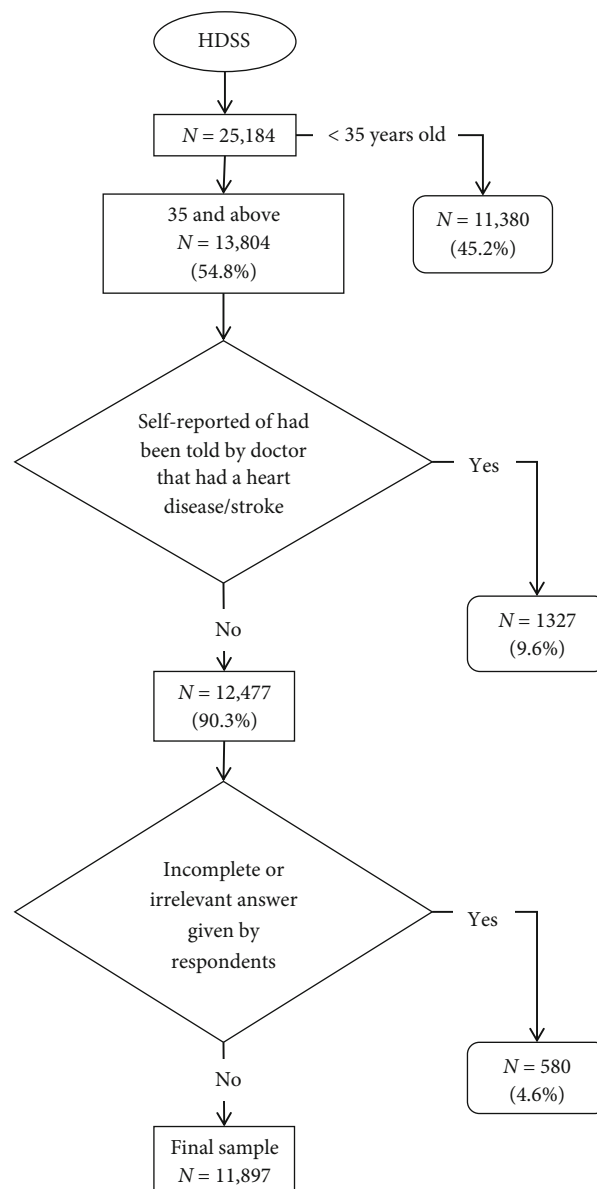 HDSS
N = 25,184
< 35 years old
N = 11,380
(45.2%)
35 and above
N = 13,804
(54.8%)
Self-reported of had
been told by doctor
that had a heart
disease/stroke
Yes
N = 1327
(9.6%)
No
N = 12,477
(90.3%)
Incomplete or
irrelevant answer
given by
respondents
Yes
N = 580
(4.6%)
No
Final sample
N = 11,897